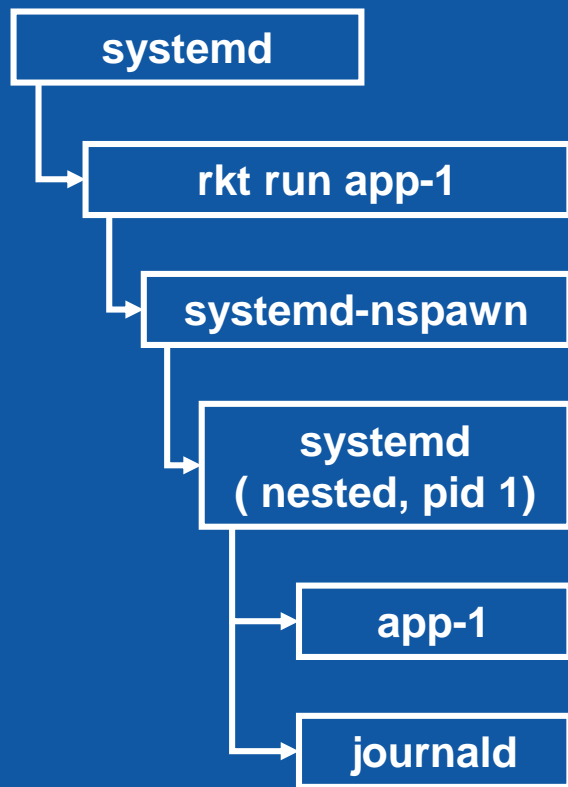 systemd
rkt run app-1
systemd-nspawn
systemd
( nested, pid 1)
app-1
journald